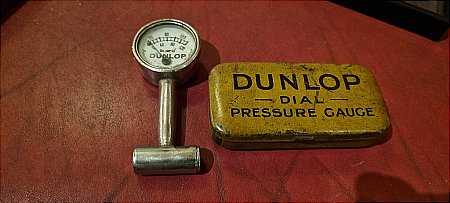 DUNLOP
DUNLOP
— DIAL —
PRESSURE GAUGE